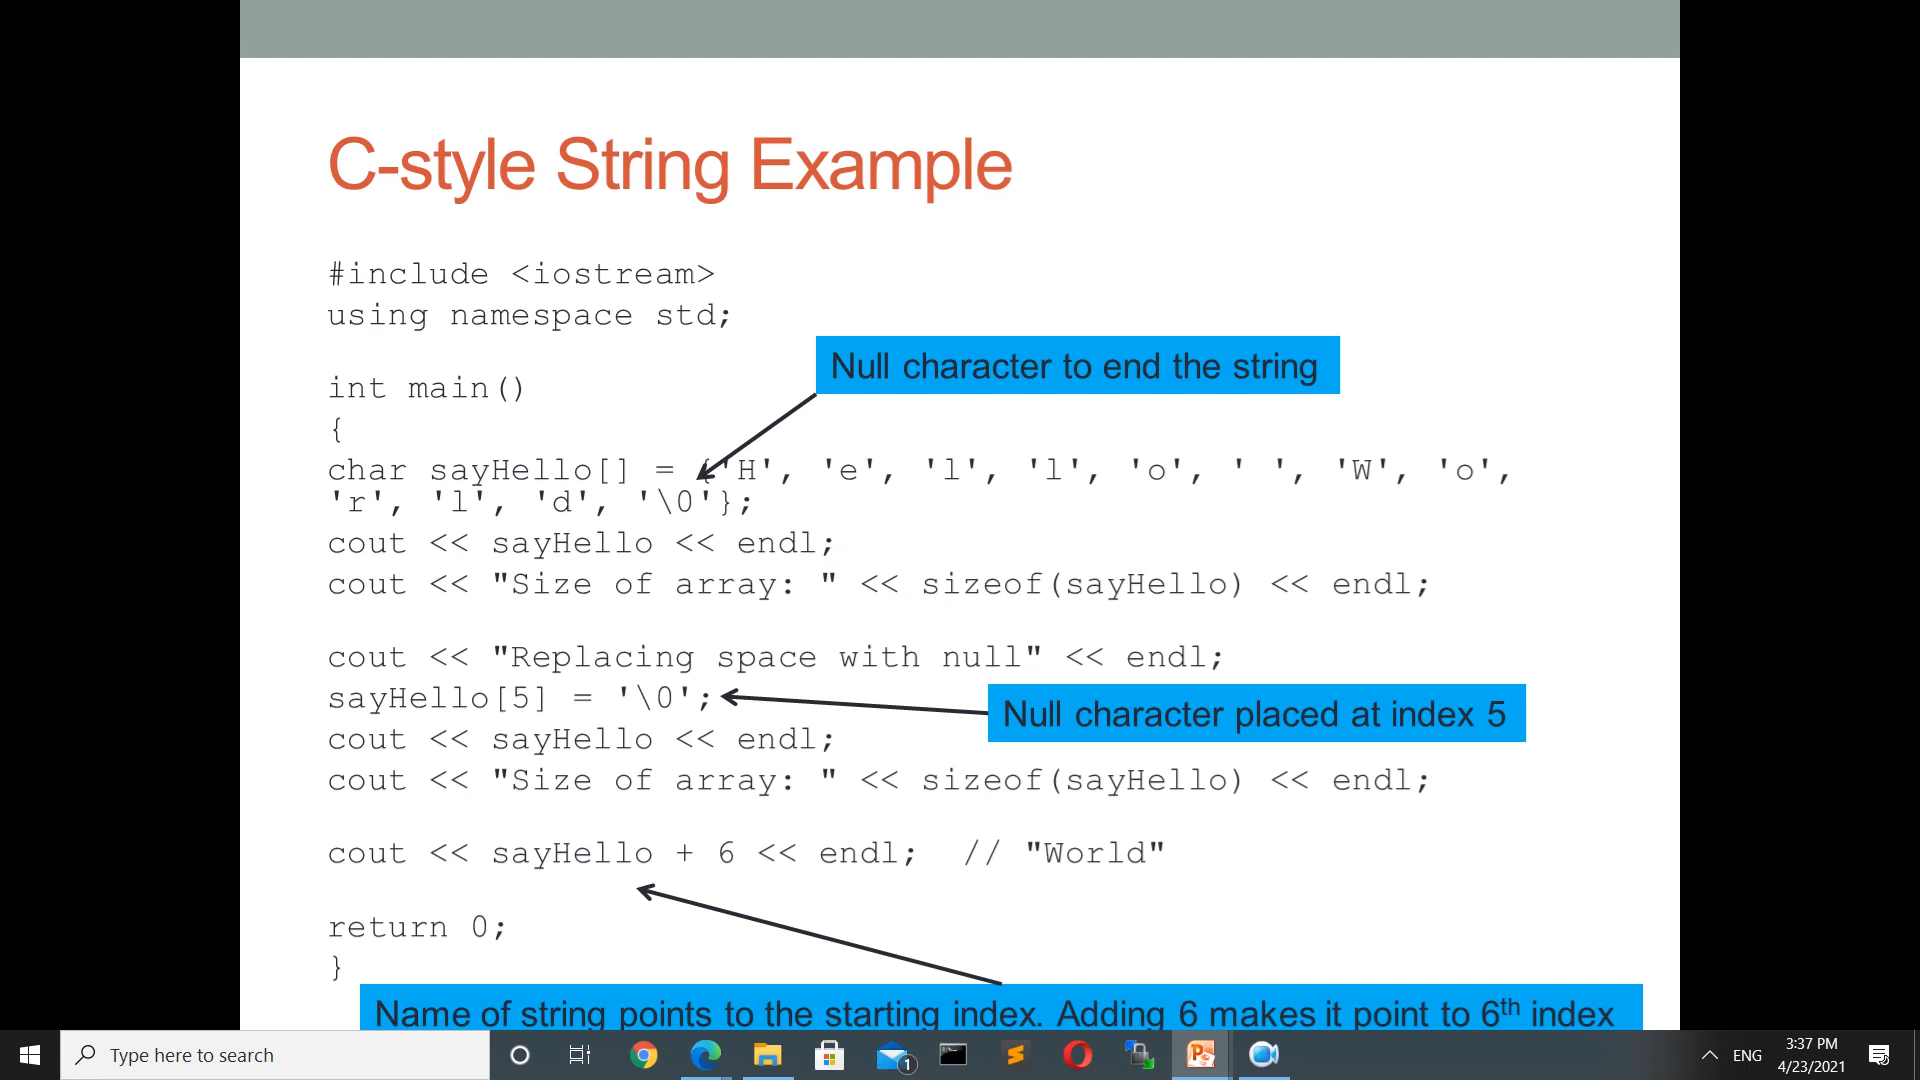 C-style String Example
#include <iostream>
using namespace std;
Null character to end the string
int main()
{
char sayHello[] = {'H', 'e', 'l', 'l', 'o', ' ', 'W', 'o',
'r', 'l', 'd', '\0'};
cout << sayHello << endl;
cout << "Size of array: " << sizeof(sayHello) << endl;
cout << "Replacing space with null" << endl;
sayHello[5] = '\0';
Null character placed at index 5
cout << sayHello << endl;
cout << "Size of array: " << sizeof(sayHello) << endl;
cout << sayHello + 6 << endl;  // "World"
return 0;
}
Name of string points to the starting index. Adding 6 makes it point to 6th index
Type here to search
1
ENG
3:37 PM
4/23/2021